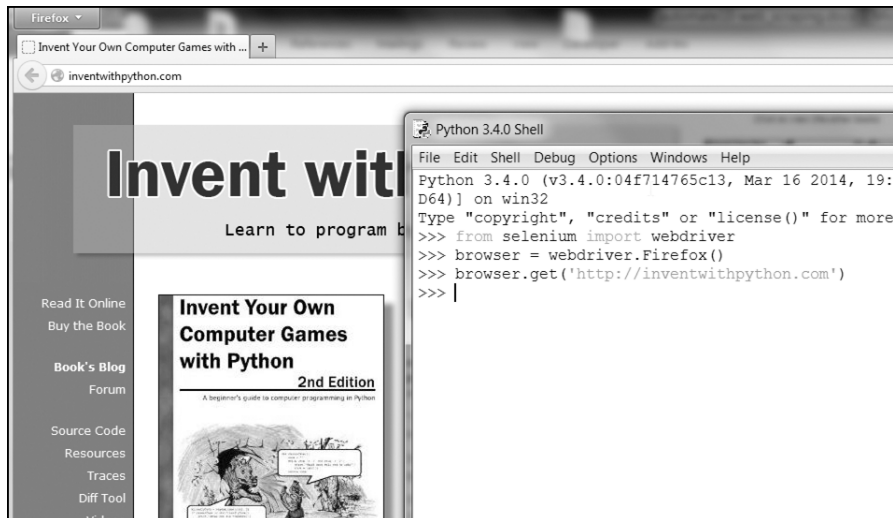 Firefox
Invent Your Own Computer Games with ...
+
inventwithpython.com
Invent wit
Learn to program b
Read It Online
Buy the Book
Book's Blog
Forum
Source Code
Resources
Traces
Diff Tool
Invent Your Own
Computer Games
with Python
2nd Edition
A beginner's guide to computer programming in Python
Python 3.4.0 Shell
File Edit Shell Debug Options Windows Help
Python 3.4.0 (v3.4.0:04f714765c13, Mar 16 2014, 19:
D64)] on win32
Type "copyright", "credits" or "license()" for more
>>> from selenium import webdriver
>>> browser = webdriver.Firefox()
>>> browser.get('http://inventwithpython.com')
>>>